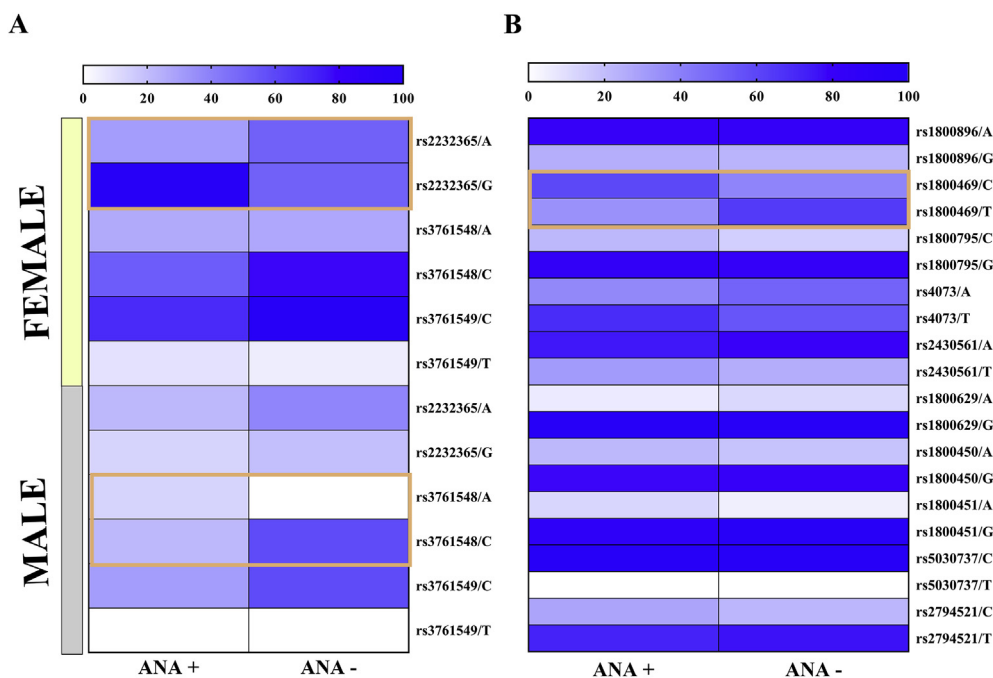 A
0 20 40 60 80 100
FEMALE
rs2232365/A
rs2232365/G
rs3761548/A
rs3761548/C
rs3761549/C
rs3761549/T
MALE
rs2232365/A
rs2232365/G
rs3761548/A
rs3761548/C
rs3761549/C
rs3761549/T
ANA + ANA -
B
0 20 40 60 80 100
rs1800896/A
rs1800896/G
rs1800469/C
rs1800469/T
rs1800795/C
rs1800795/G
rs4073/A
rs4073/T
rs2430561/A
rs2430561/T
rs1800629/A
rs1800629/G
rs1800450/A
rs1800450/G
rs1800451/A
rs1800451/G
rs5030737/C
rs5030737/T
rs2794521/C
rs2794521/T
ANA + ANA -